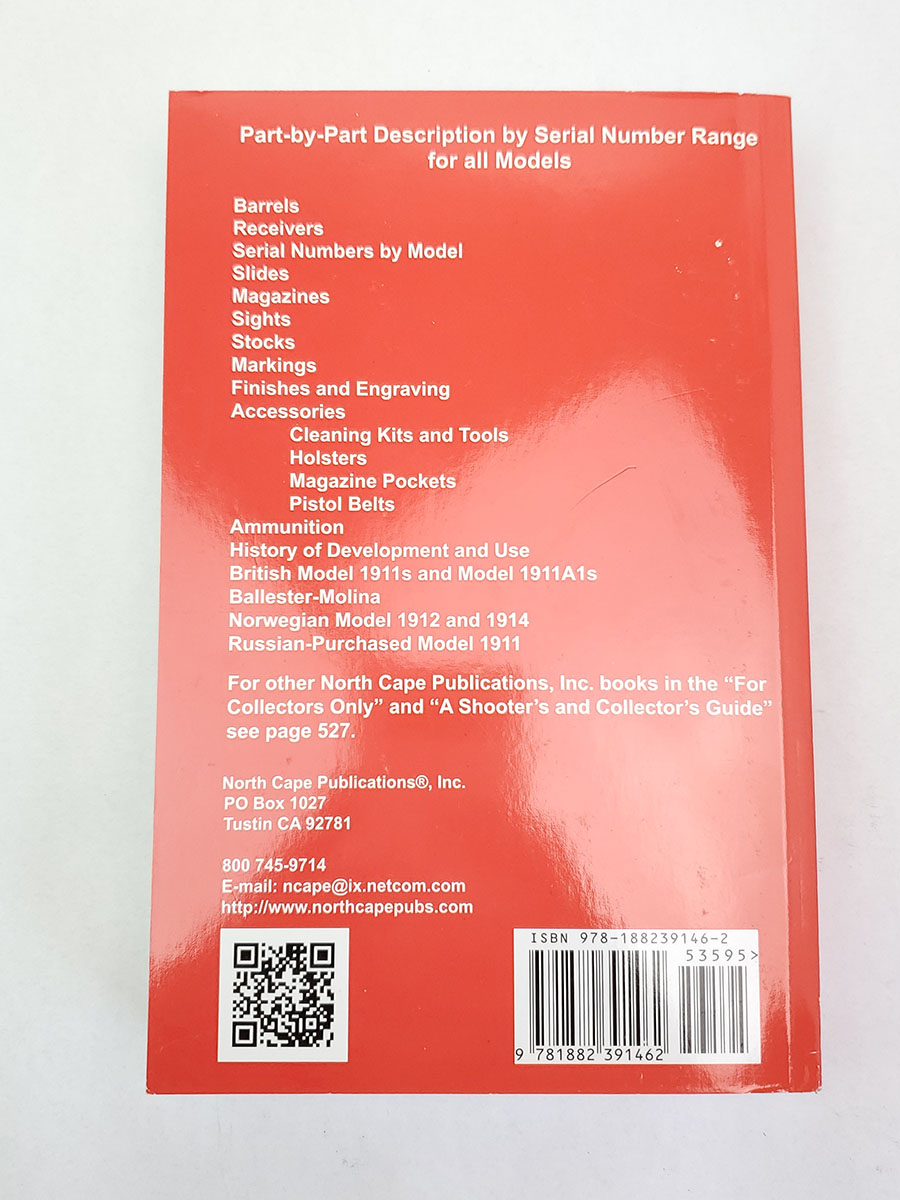 Part-by-Part Description by Serial Number Range
for all Models
Barrels
Receivers
Serial Numbers by Model
Slides
Magazines
Sights
Stocks
Markings
Finishes and Engraving
Accessories
Cleaning Kits and Tools
Holsters
Magazine Pockets
Pistol Belts
Ammunition
History of Development and Use
British Model 1911s and Model 1911A1s
Ballester-Molina
Norwegian Model 1912 and 1914
Russian-Purchased Model 1911
For other North Cape Publications, Inc. books in the “For
Collectors Only” and “A Shooter’s and Collector’s Guide”
see page 527.
North Cape Publications®, Inc.
PO Box 1027
Tustin CA 92781
800 745-9714
E-mail: ncape@ix.netcom.com
http://www.northcapepubs.com
ISBN 978-188239146-2
53595>
9 781882 391462